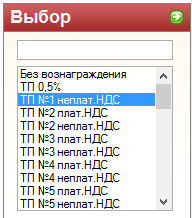 Выбор
Без вознаграждения
ТП 0,5%
ТП №1 неплат.НДС
ТП №2 плат.НДС
ТП №2 неплат.НДС
ТП №3 плат.НДС
ТП №3 неплат.НДС
ТП №4 плат.НДС
ТП №4 неплат.НДС
ТП №5 плат.НДС
ТП №5 неплат.НДС